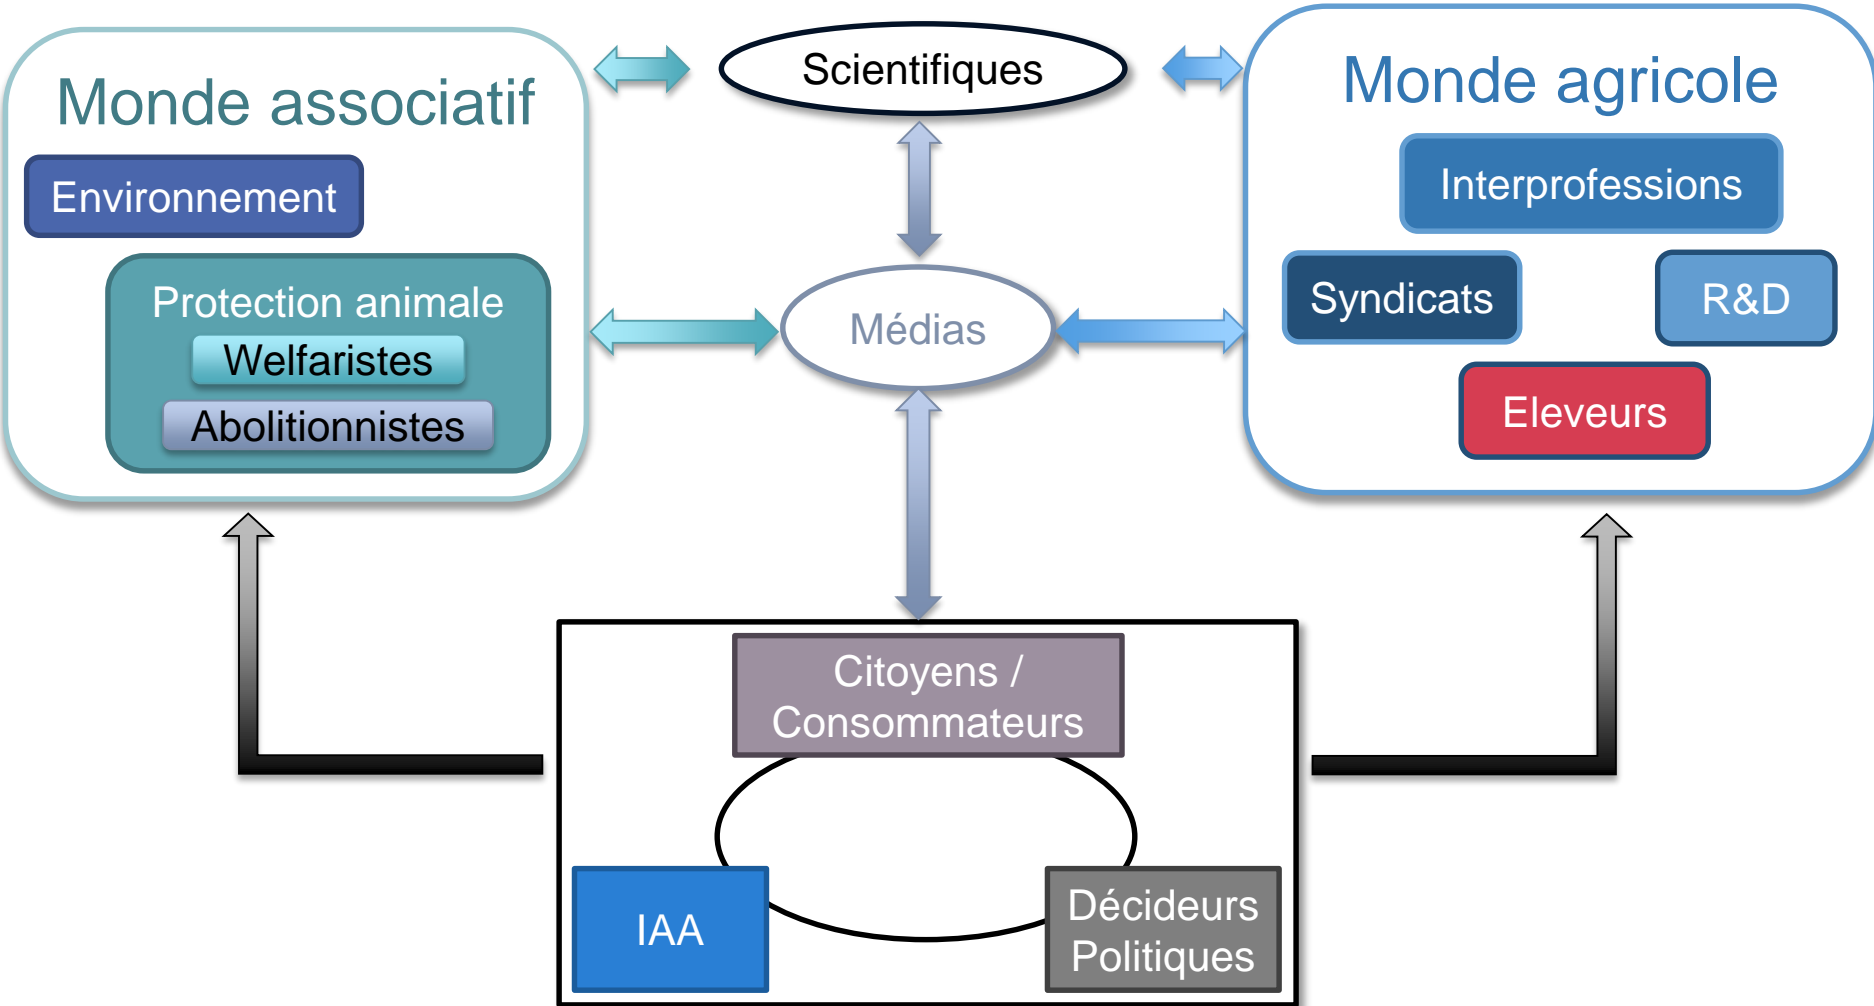 Monde associatif
Environnement
Protection animale
Welfaristes
Abolitionnistes
Scientifiques
Médias
Monde agricole
Interprofessions
Syndicats
R&D
Eleveurs
Citoyens /
Consommateurs
IAA
Décideurs
Politiques